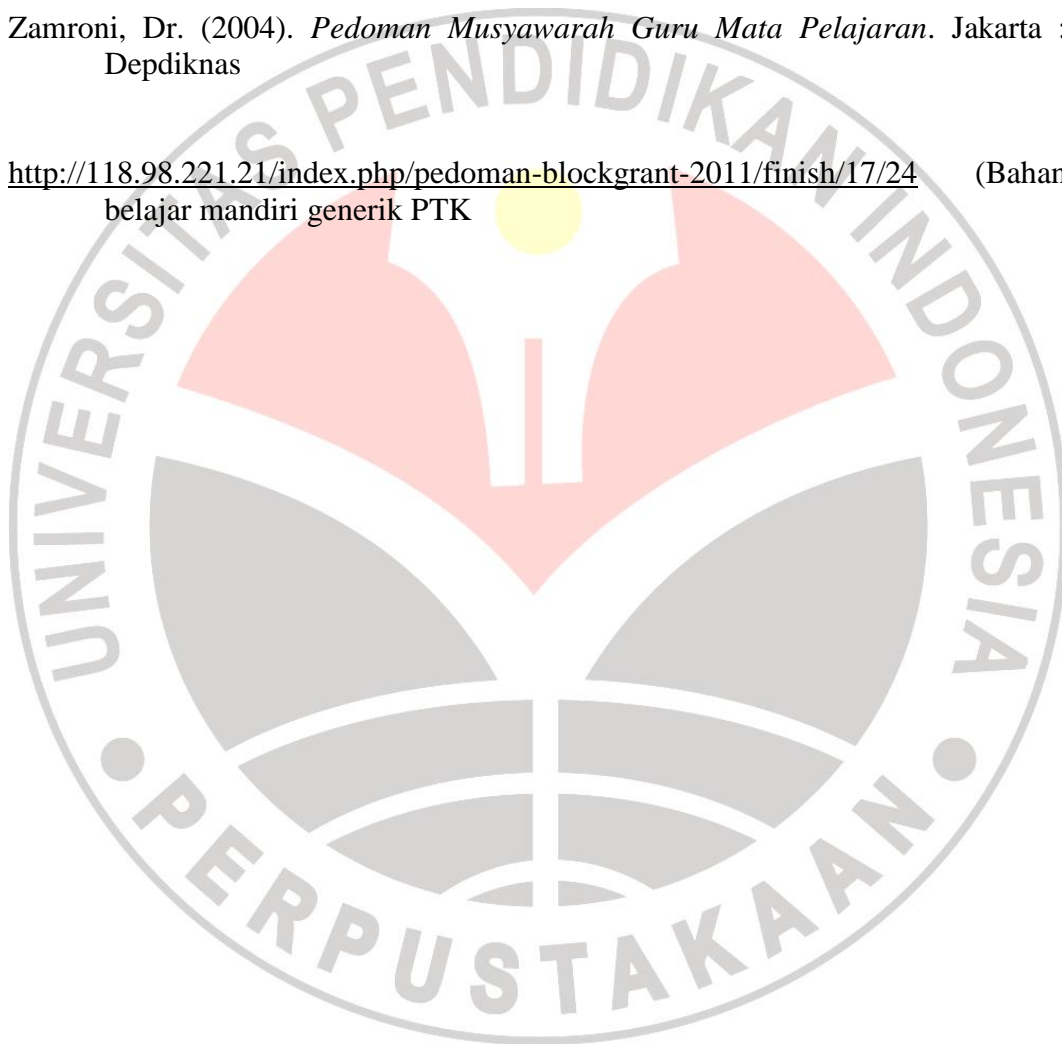 Zamroni, Dr. (2004). Pedoman Musyawarah Guru Mata Pelajaran. Jakarta :
Depdiknas
http://118.98.221.21/index.php/pedoman-blockgrant-2011/finish/17/24 (Bahan
belajar mandiri generik PTK
UNIVERSITAS PENDIDIKAN INDONESIA
PERPUSTAKAAN